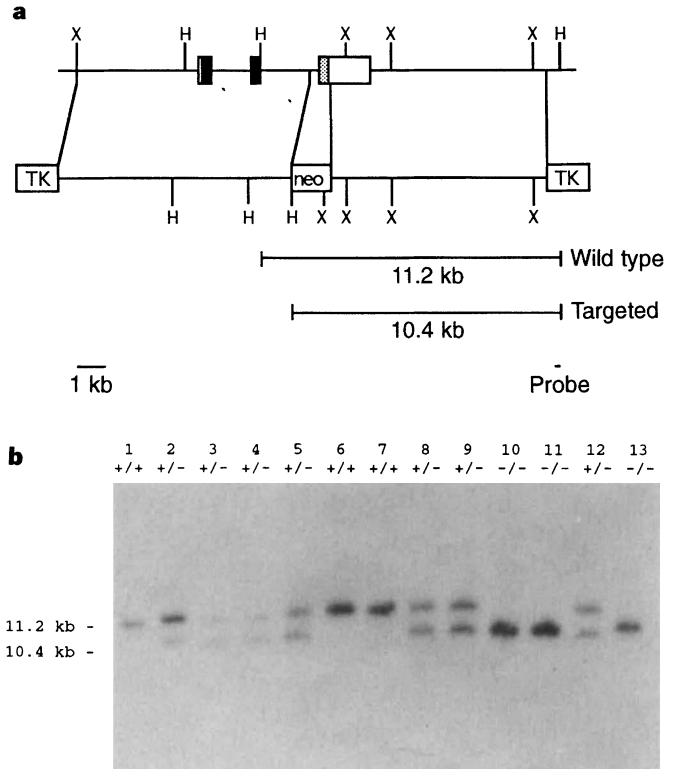 a
X H H X X X H
TK neo TK
H H H X X X X
Wild type
11.2 kb
Targeted
10.4 kb
1 kb Probe
b
1 2 3 4 5 6 7 8 9 10 11 12 13
+/+ +/- +/- +/- +/- +/+ +/+ +/- +/- -/- -/- +/- -/-
11.2 kb -
10.4 kb -